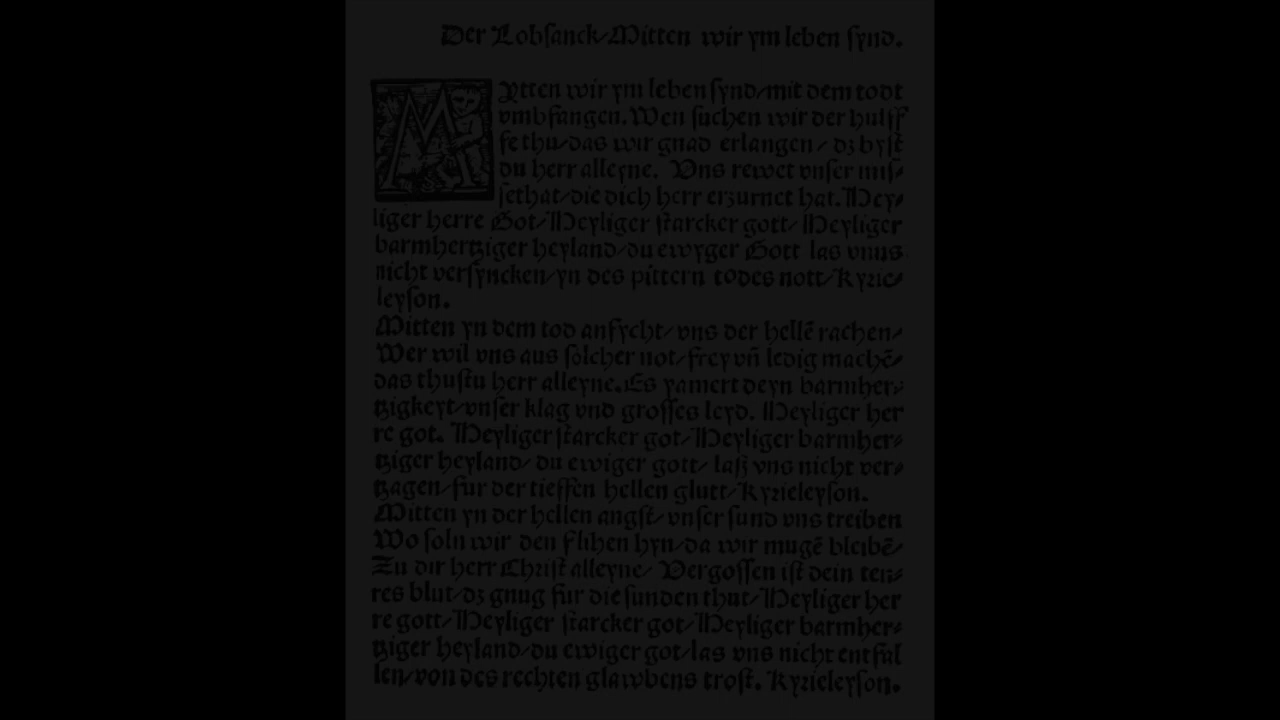 Der Lobſanck/Mitten wir ym leben ſynd.
Mytten wir ym leben ſynd/mit dem todt
vmbfangen. Wen ſuchen wir der hulff
fe thu/das wir gnad erlangen/ dz byſt
du herr alleyne. Vns rewet vnſer miſ⸗
ſethat/die dich herr erzurnet hat. Hey⸗
liger herre Got/Heyliger ſtarcker gott/ Heyliger
barmhertziger heyland/du ewyger Gott las vnns
nicht verſyncken/yn des pittern todes nott/Kyrie⸗
leyſon.
Mitten yn dem tod anfycht/vns der hellē rachen/
Wer wil vns aus ſolcher not/frey vn̄ ledig machē/
das thuſtu herr alleyne. Es yamert deyn barmher⸗
tzigkeyt/vnſer klag vnd groſſes leyd. Heyliger her
re got. Heyliger ſtarcker got/Heyliger barmher⸗
tziger heyland/ du ewiger gott/ laß vns nicht ver⸗
tzagen/fur der tieffen hellen glutt/Kyrieleyſon.
Mitten yn der hellen angſt/ vnſer ſund vns treiben
Wo ſoln wir den flihen hyn/da wir mugē bleibē/
Zu dir herr Chriſt alleyne/ Vergoſſen iſt dein teu⸗
res blut/dz gnug fur die ſunden thut/Heyliger her
re gott/Heyliger ſtarcker got/Heyliger barmher⸗
tziger heyland/du ewiger got/las vns nicht entfal
len/von des rechten glawbens troſt. Kyrieleyſon.